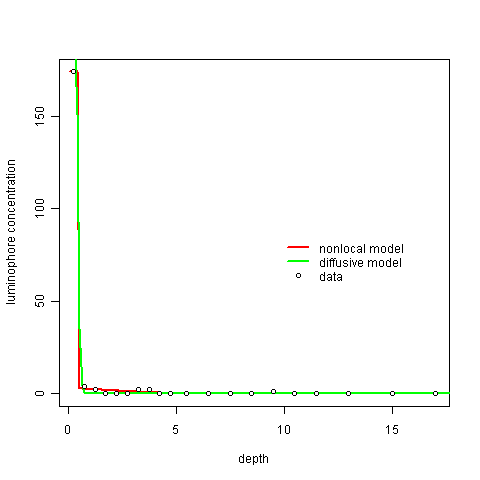 luminophore concentration
150
100
50
0
nonlocal model
diffusive model
data
0 5 10 15
depth